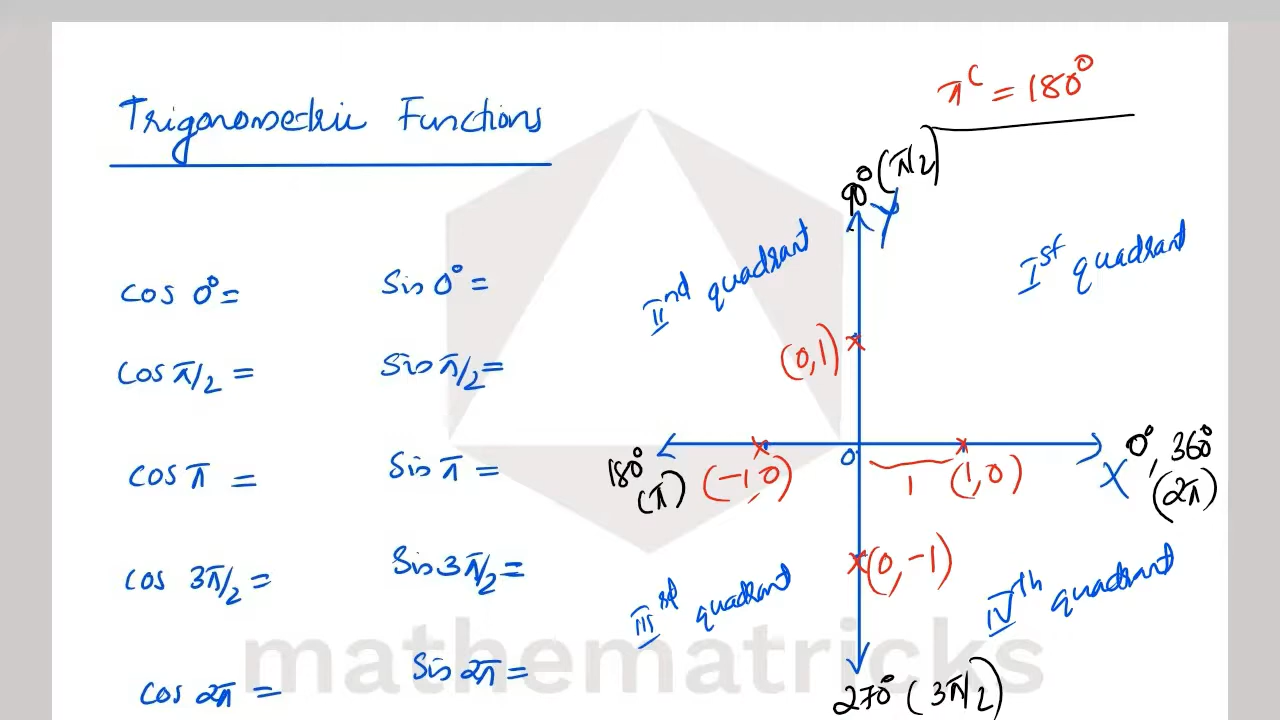 Trigonometric Functions
π^c = 180°
90° (π/2)
Y
IInd quadrant
Ist quadrant
cos 0° =
Sin 0° =
(0,1)
cos π/2 =
Sin π/2 =
180°
(π)
(-1,0)
0
1
(1,0)
0°, 360°
X
(2π)
cos π =
Sin π =
(0,-1)
cos 3π/2 =
Sin 3π/2 =
IIIst quadrant
IVth quadrant
mathematricks
cos 2π =
Sin 2π =
270° (3π/2)